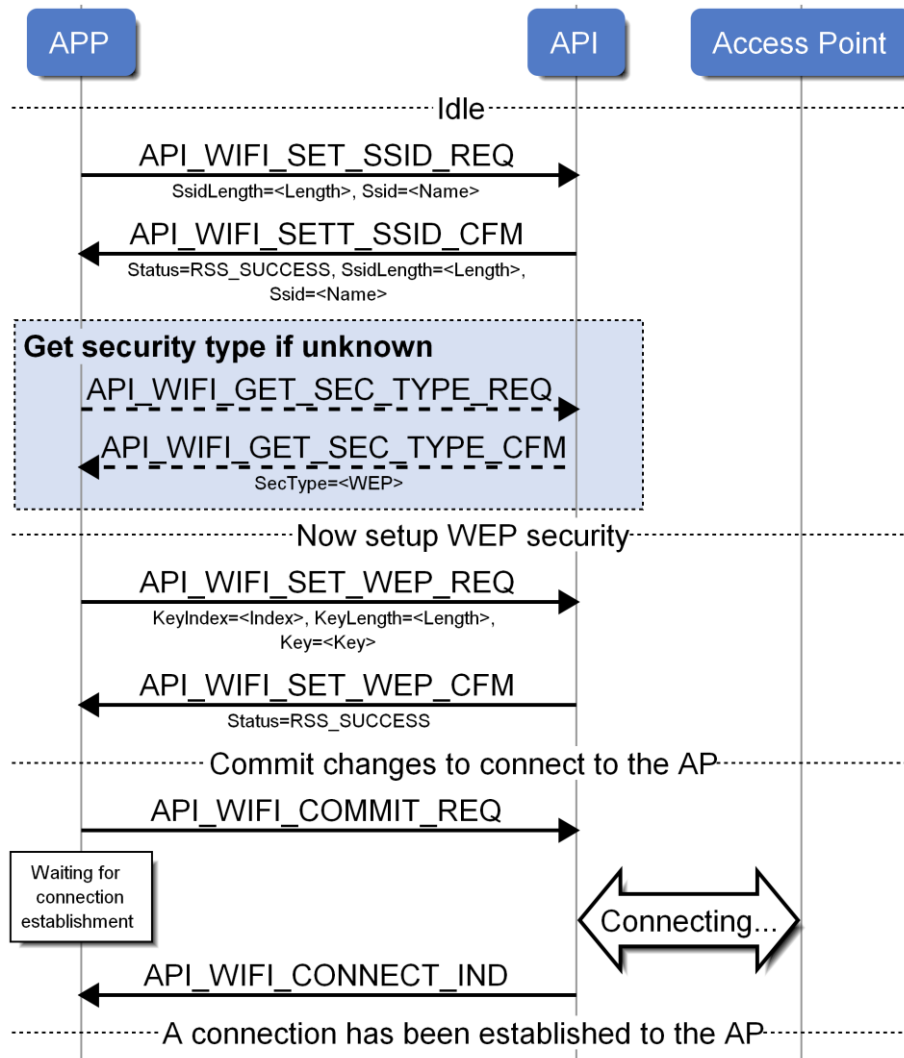 APP
API
Access Point
Idle
API_WIFI_SET_SSID_REQ
SsidLength=<Length>, Ssid=<Name>
API_WIFI_SETT_SSID_CFM
Status=RSS_SUCCESS, SsidLength=<Length>,
Ssid=<Name>
Get security type if unknown
API_WIFI_GET_SEC_TYPE_REQ
API_WIFI_GET_SEC_TYPE_CFM
SecType=<WEP>
Now setup WEP security
API_WIFI_SET_WEP_REQ
KeyIndex=<Index>, KeyLength=<Length>,
Key=<Key>
API_WIFI_SET_WEP_CFM
Status=RSS_SUCCESS
Commit changes to connect to the AP
API_WIFI_COMMIT_REQ
Waiting for
connection
establishment
Connecting...
API_WIFI_CONNECT_IND
A connection has been established to the AP